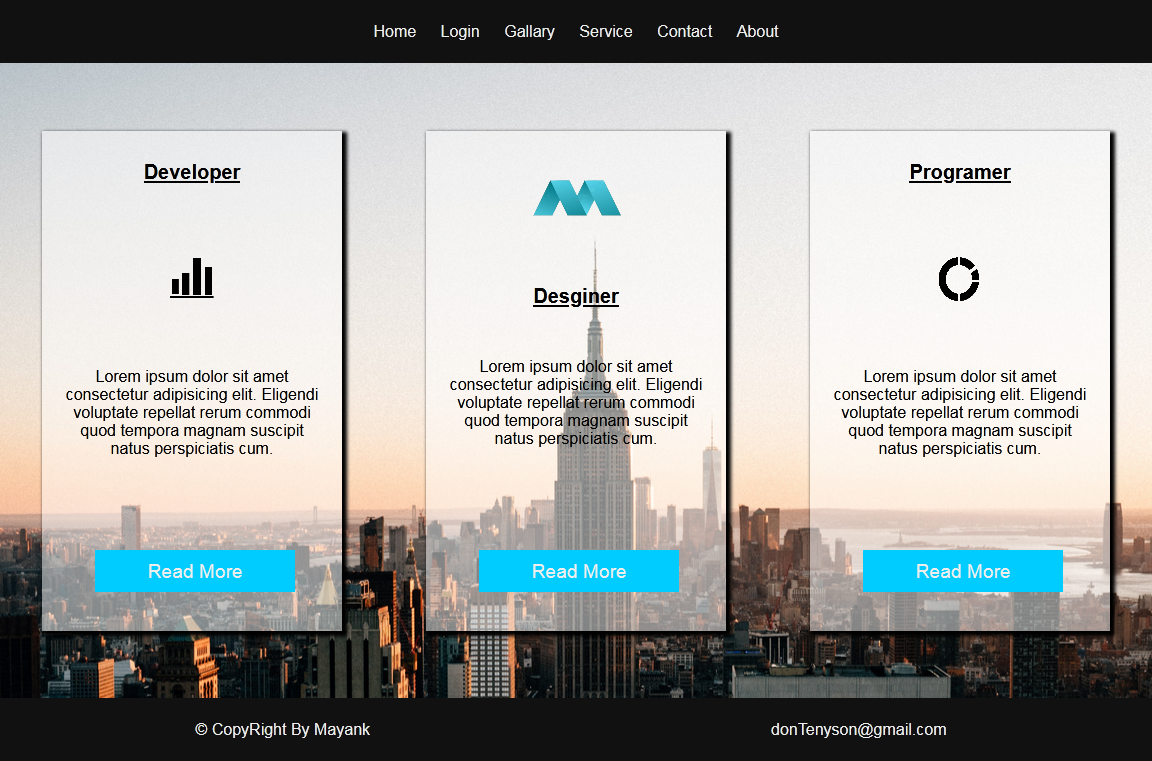 Home Login Gallary Service Contact About
Developer
Lorem ipsum dolor sit amet
consectetur adipisicing elit. Eligendi
voluptate repellat rerum commodi
quod tempora magnam suscipit
natus perspiciatis cum.
Read More
Desginer
Lorem ipsum dolor sit amet
consectetur adipisicing elit. Eligendi
voluptate repellat rerum commodi
quod tempora magnam suscipit
natus perspiciatis cum.
Read More
Programer
Lorem ipsum dolor sit amet
consectetur adipisicing elit. Eligendi
voluptate repellat rerum commodi
quod tempora magnam suscipit
natus perspiciatis cum.
Read More
© CopyRight By Mayank
donTenyson@gmail.com